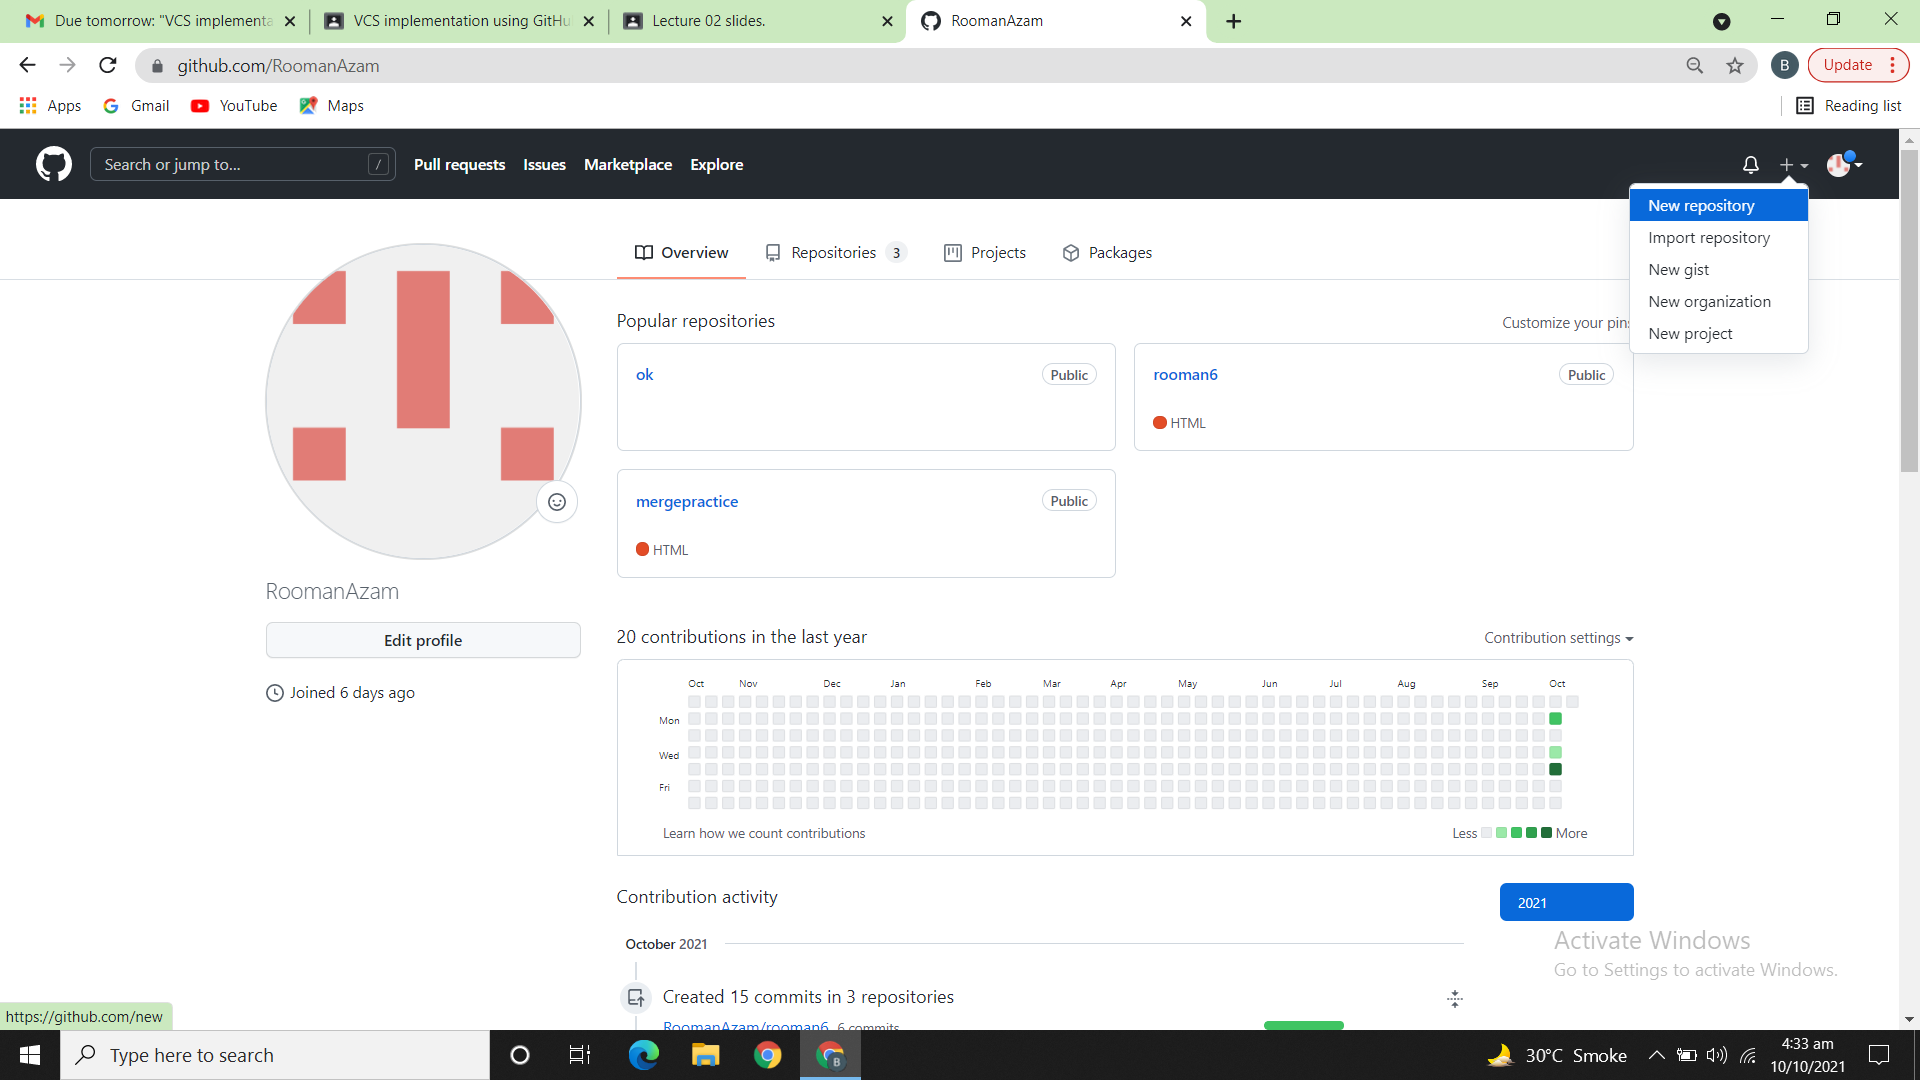 Due tomorrow: "VCS implementa
VCS implementation using GitHu
Lecture 02 slides.
RoomanAzam
github.com/RoomanAzam
B
Update
Apps
Gmail
YouTube
Maps
Reading list
Search or jump to...
/
Pull requests
Issues
Marketplace
Explore
New repository
Import repository
New gist
New organization
New project
Overview
Repositories 3
Projects
Packages
Popular repositories
Customize your pins
ok
Public
rooman6
Public
HTML
mergepractice
Public
HTML
RoomanAzam
Edit profile
Joined 6 days ago
20 contributions in the last year
Contribution settings
Oct Nov Dec Jan Feb Mar Apr May Jun Jul Aug Sep Oct
Mon
Wed
Fri
Learn how we count contributions
Less
More
Contribution activity
2021
October 2021
Activate Windows
Go to Settings to activate Windows.
Created 15 commits in 3 repositories
RoomanAzam/rooman6 6 commits
https://github.com/new
Type here to search
B
30°C Smoke
4:33 am
10/10/2021